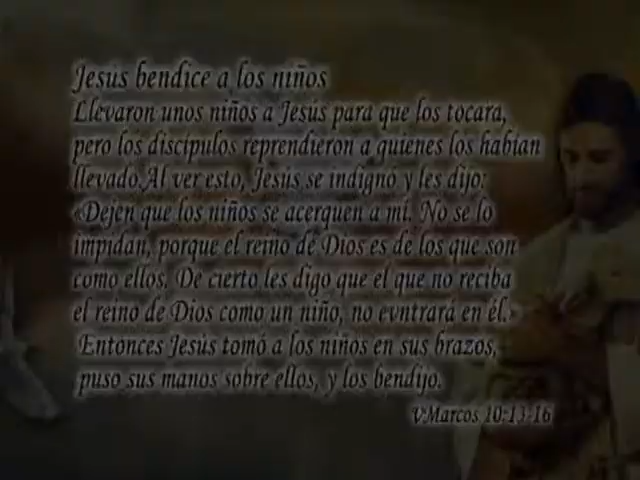 Jesús bendice a los niños
Llevaron unos niños a Jesús para que los tocara,
pero los discípulos reprendieron a quienes los habían
llevado.Al ver esto, Jesús se indignó y les dijo:
«Dejen que los niños se acerquen a mí. No se lo
impidan, porque el reino de Dios es de los que son
como ellos. De cierto les digo que el que no reciba
el reino de Dios como un niño, no evntrará en él.»
Entonces Jesús tomó a los niños en sus brazos,
puso sus manos sobre ellos, y los bendijo.
V:Marcos 10:13-16